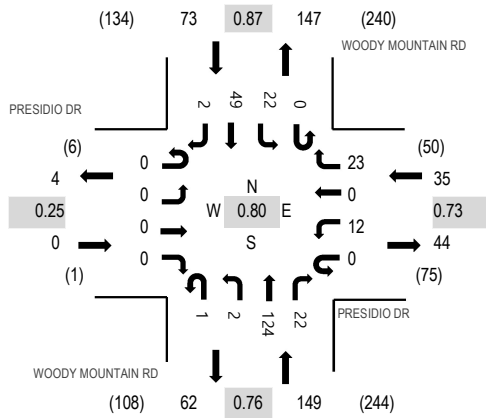 (134) 73 0.87 147 (240)
WOODY MOUNTAIN RD
2 49 22 0
PRESIDIO DR
(6) 0 23 (50)
4 0 N 0 35
0.25 W 0.80 E 0.73
0 0 S 12 44
(1) 0 0 (75)
1 2 124 22
PRESIDIO DR
WOODY MOUNTAIN RD
(108) 62 0.76 149 (244)